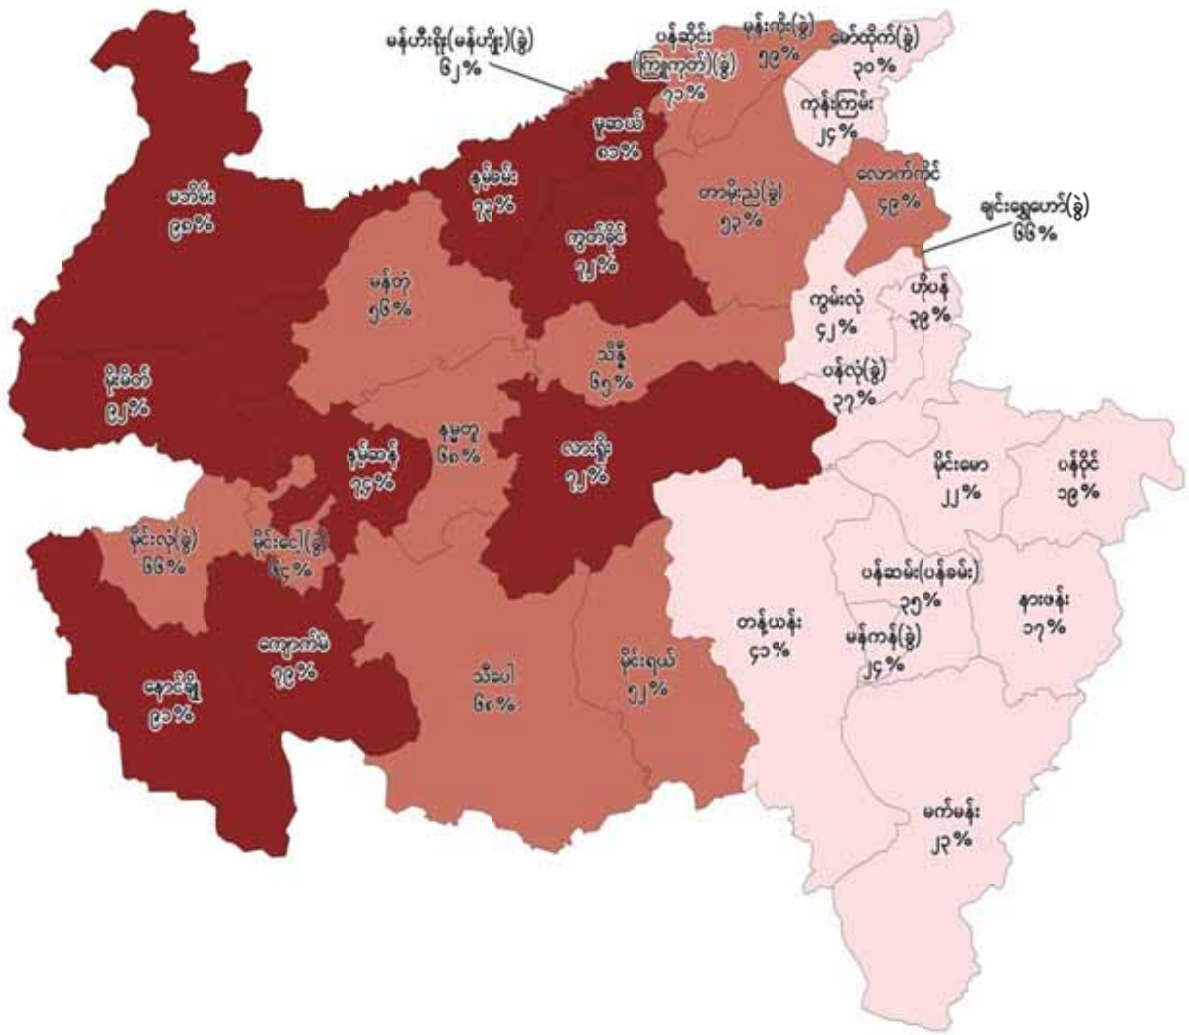 မန်ဟီးရိုး(မန်ဟျိုး)(ခွဲ)
၆၂%
ပန်ဆိုင်း
(ကြူကုတ်)(ခွဲ)
၇၁%
မုန်းကိုး(ခွဲ)
၅၉%
မော်ထိုက်(ခွဲ)
၃၀%
ကုန်းကြမ်း
၂၄%
မူဆယ်
၈၁%
နမ့်ခမ်း
၇၃%
မဘိမ်း
၉၈%
တာမိုးညဲ(ခွဲ)
၅၃%
လောက်ကိုင်
၄၉%
ချင်းရွှေဟော်(ခွဲ)
၆၆%
ကွတ်ခိုင်
၇၂%
မန်တုံ
၅၆%
ကွမ်းလုံ
၄၂%
ဟိုပန်
၃၉%
သိန္နီ
၆၅%
ပန်လုံ(ခွဲ)
၃၇%
မိုးမိတ်
၉၂%
နမ္မတူ
၆၈%
နမ့်ဆန်
၇၄%
လားရှိုး
၇၂%
မိုင်းမော
၂၂%
ပန်ဝိုင်
၁၉%
မိုင်းလုံ(ခွဲ)
၆၆%
မိုင်းငေါ့(ခွဲ)
၄%
ပန်ဆမ်း(ပန်ခမ်း)
၃၅%
နားဖန်း
၁၇%
တန့်ယန်း
၄၁%
မန်ကန်(ခွဲ)
၂၄%
ကျောက်မဲ
၇၉%
နောင်ချို
၉၁%
သီပေါ
၆၈%
မိုင်းရယ်
၅၂%
မက်မန်း
၂၃%